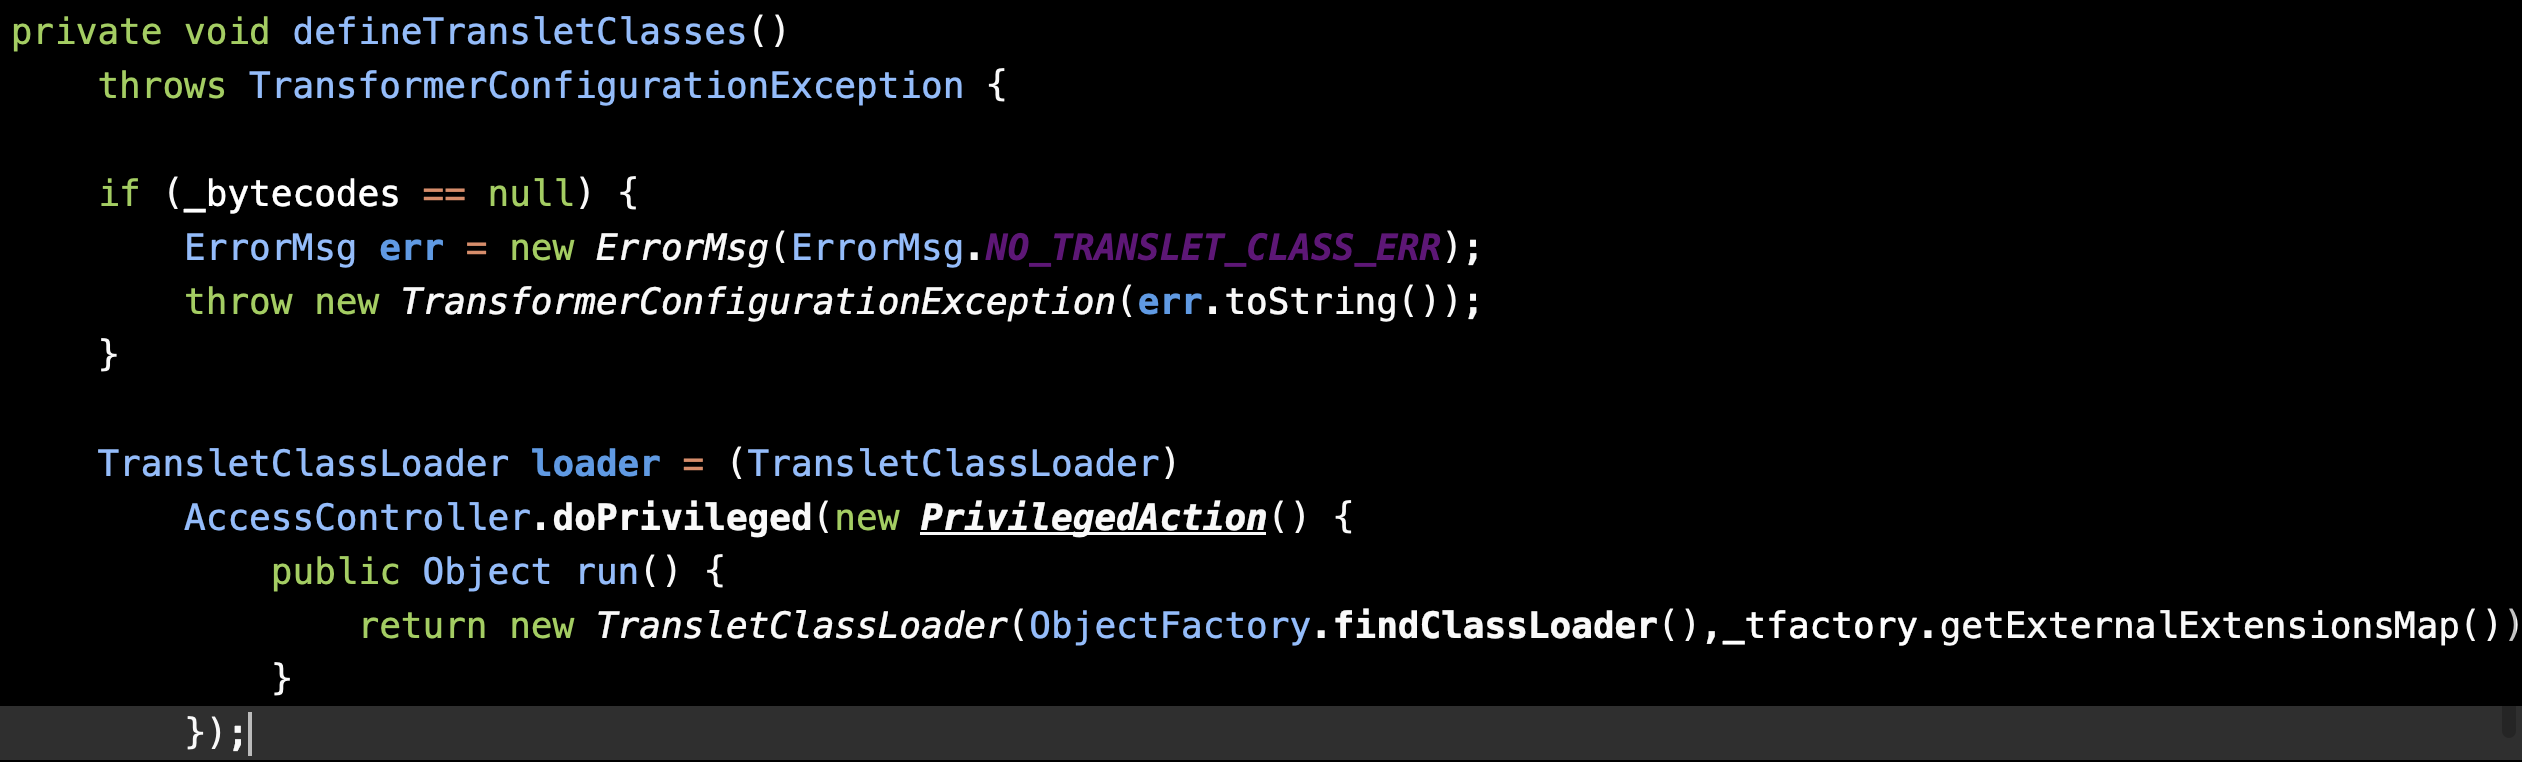 private void defineTransletClasses()
    throws TransformerConfigurationException {

    if (_bytecodes == null) {
        ErrorMsg err = new ErrorMsg(ErrorMsg.NO_TRANSLET_CLASS_ERR);
        throw new TransformerConfigurationException(err.toString());
    }

    TransletClassLoader loader = (TransletClassLoader)
        AccessController.doPrivileged(new PrivilegedAction() {
            public Object run() {
                return new TransletClassLoader(ObjectFactory.findClassLoader(),_tfactory.getExternalExtensionsMap())
            }
        });